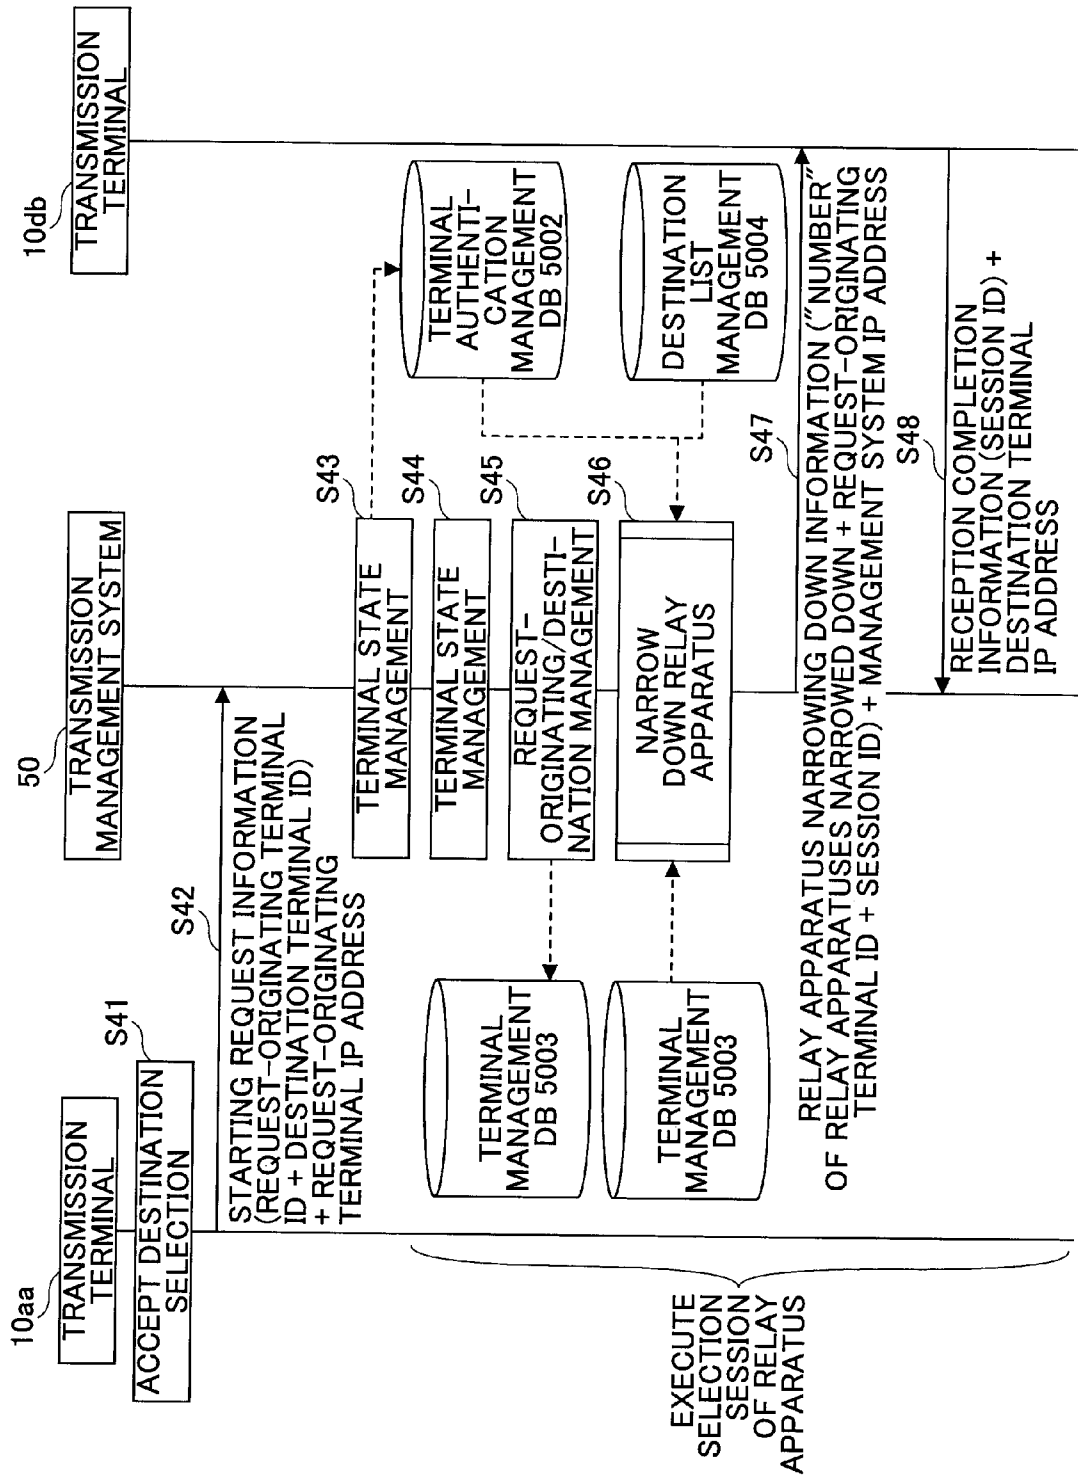 10aa
TRANSMISSION
TERMINAL
50
TRANSMISSION
MANAGEMENT SYSTEM
10db
TRANSMISSION
TERMINAL
S41
ACCEPT DESTINATION
SELECTION
S42
STARTING REQUEST INFORMATION
(REQUEST-ORIGINATING TERMINAL
ID + DESTINATION TERMINAL ID)
+ REQUEST-ORIGINATING
TERMINAL IP ADDRESS
S43
TERMINAL STATE
MANAGEMENT
TERMINAL
AUTHENTI-
CATION
MANAGEMENT
DB 5002
S44
TERMINAL STATE
MANAGEMENT
S45
REQUEST-
ORIGINATING/DESTI-
NATION MANAGEMENT
TERMINAL
MANAGEMENT
DB 5003
S46
NARROW
DOWN RELAY
APPARATUS
TERMINAL
MANAGEMENT
DB 5003
DESTINATION
LIST
MANAGEMENT
DB 5004
EXECUTE
SELECTION
SESSION
OF RELAY
APPARATUS
S47
RELAY APPARATUS NARROWING DOWN INFORMATION ("NUMBER"
OF RELAY APPARATUSES NARROWED DOWN + REQUEST-ORIGINATING
TERMINAL ID + SESSION ID) + MANAGEMENT SYSTEM IP ADDRESS
S48
RECEPTION COMPLETION
INFORMATION (SESSION ID) +
DESTINATION TERMINAL
IP ADDRESS